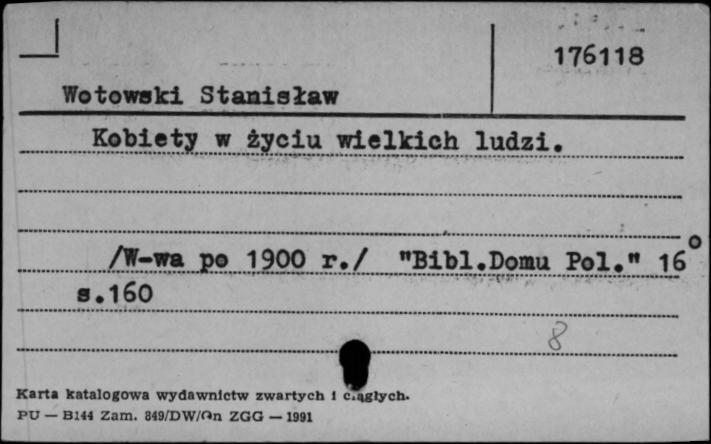 176118
Wotowski Stanisław
Kobiety w życiu wielkich ludzi.
/W-wa po 1900 r./ "Bibl.Domu Pol." 16°
s.160
8
Karta katalogowa wydawnictw zwartych i ciągłych.
PU — B144 Zam. 849/DW/On ZGG — 1991